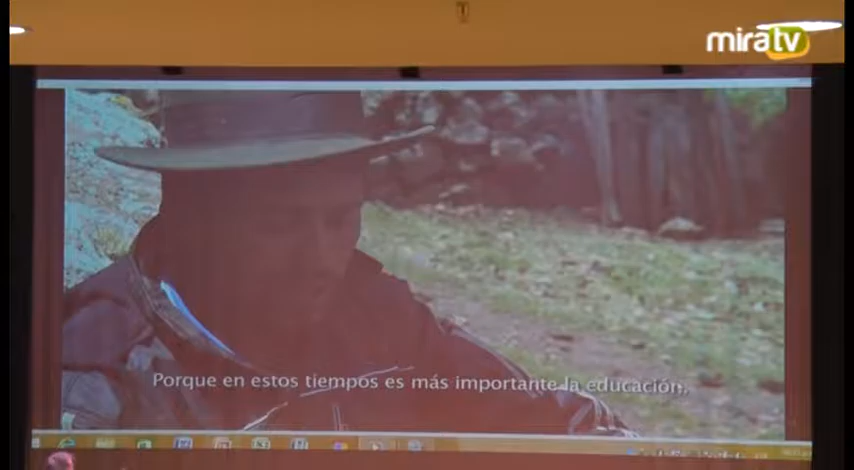 miratv
Porque en estos tiempos es más importante la educación.